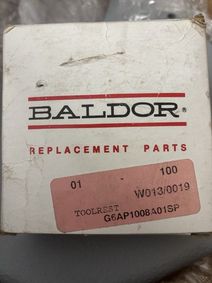 BALDOR®
REPLACEMENT PARTS
01 - 100
W013/0019
TOOLREST
G6AP1008A01SP